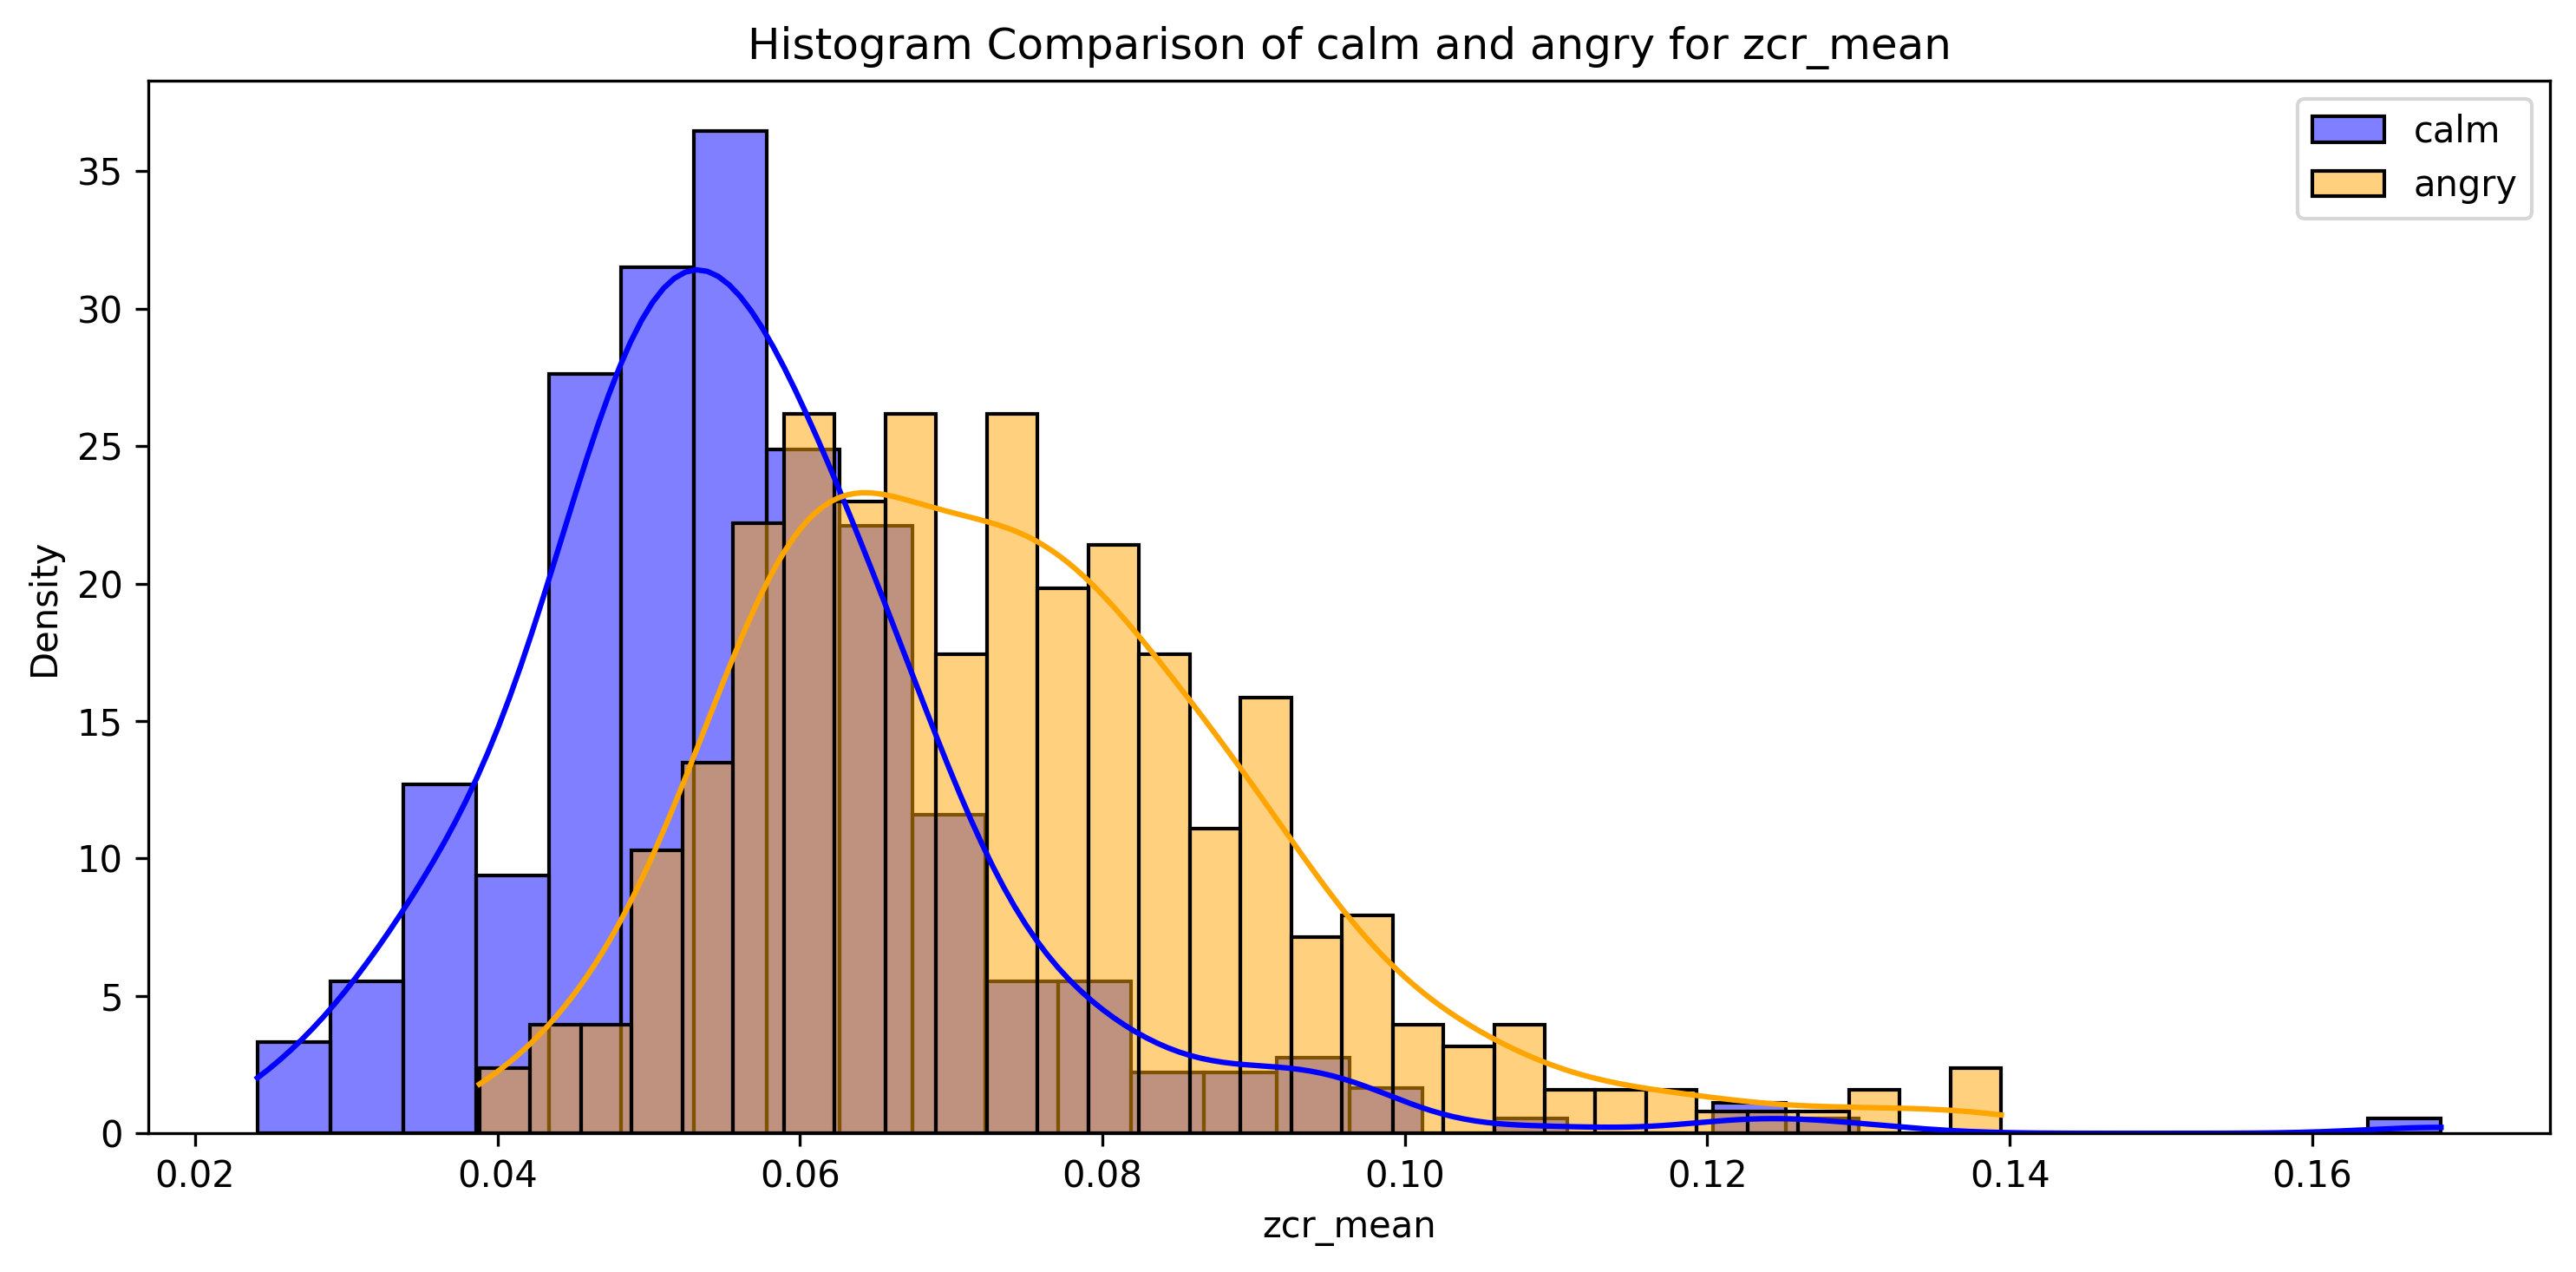 Histogram Comparison of calm and angry for zcr_mean
calm
angry
Density
35
30
25
20
15
10
5
0
0.02 0.04 0.06 0.08 0.10 0.12 0.14 0.16
zcr_mean